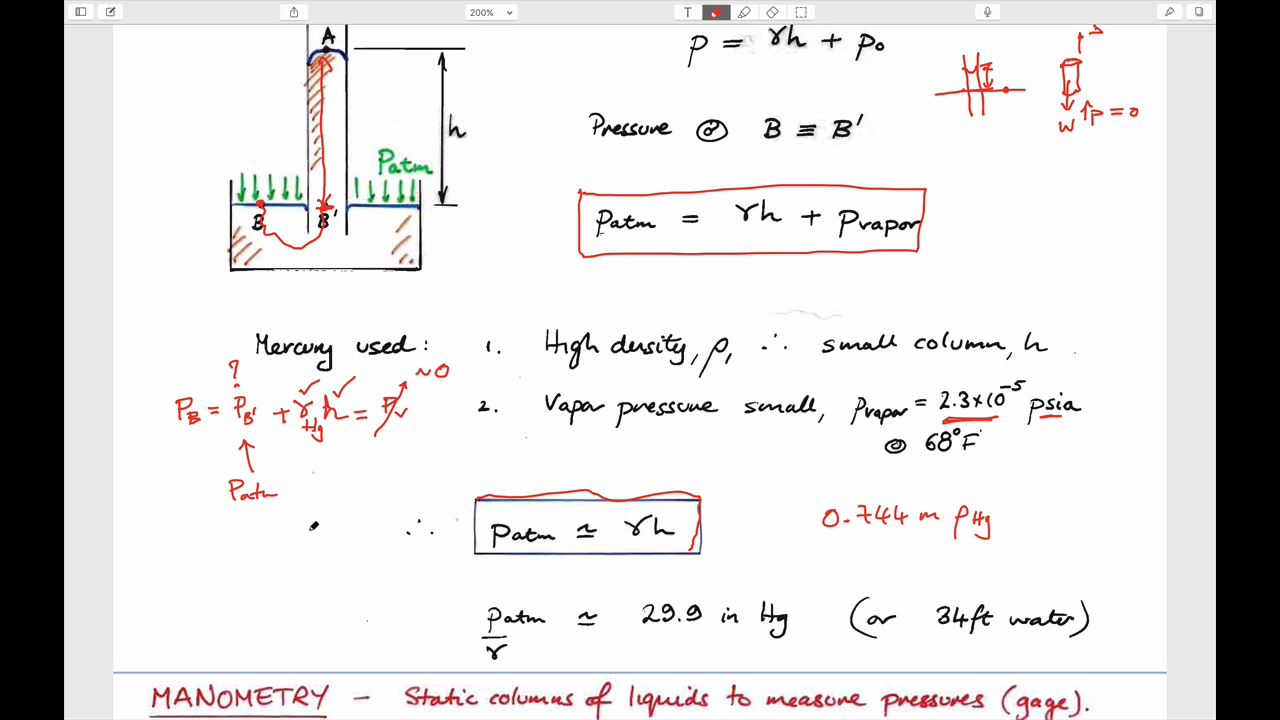 200%
T
A
p = γh + p₀
h
z
P
W
↑p = 0
Pressure @ B ≡ B'
Patm
B
B'
patm = γh + pvapor
Mercury used: 1. High density, ρ, ∴ small column, h
?
PB = PB' + γHg h = Pv ~0
2. Vapor pressure small, pvapor = 2.3×10⁻⁵ psia
@ 68°F
Patm
∴ patm ≃ γh
0.744 m ρHg
patm/γ ≃ 29.9 in Hg (or 34ft water)
MANOMETRY – Static columns of liquids to measure pressures (gage).